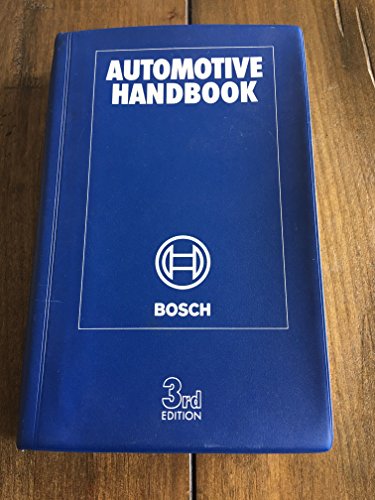 AUTOMOTIVE
HANDBOOK
BOSCH
3rd
EDITION